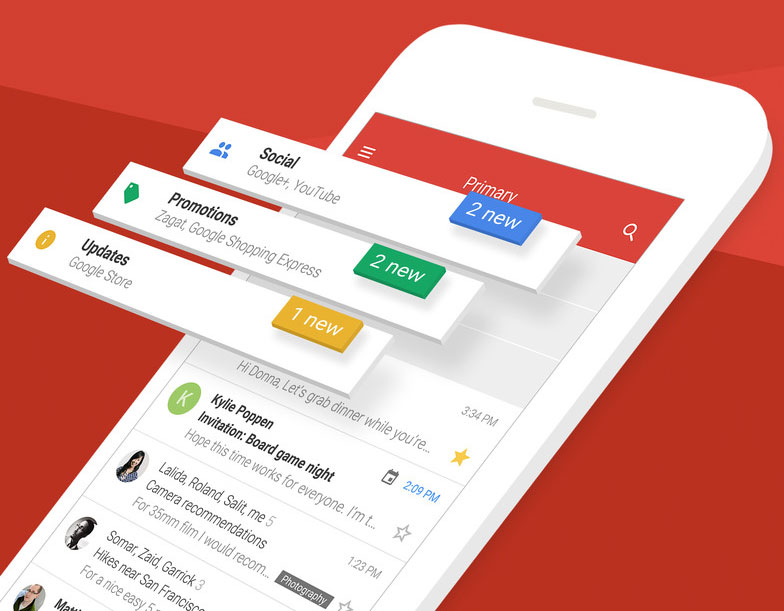 Primary
Social
Google+, YouTube
2 new
Promotions
Zagat, Google Shopping Express
2 new
Updates
Google Store
1 new
Hi Donna, Let's grab dinner while you're...
3:34 PM
K
Kylie Poppen
Invitation: Board game night
Hope this time works for everyone. I'm t...
2:09 PM
Lalida, Roland, Salit, me 5
Camera recommendations
For 35mm film I would recom...
1:23 PM
Photography
Somar, Zaid, Garrick 3
Hikes near San Francisco
For a nice easy 5 m